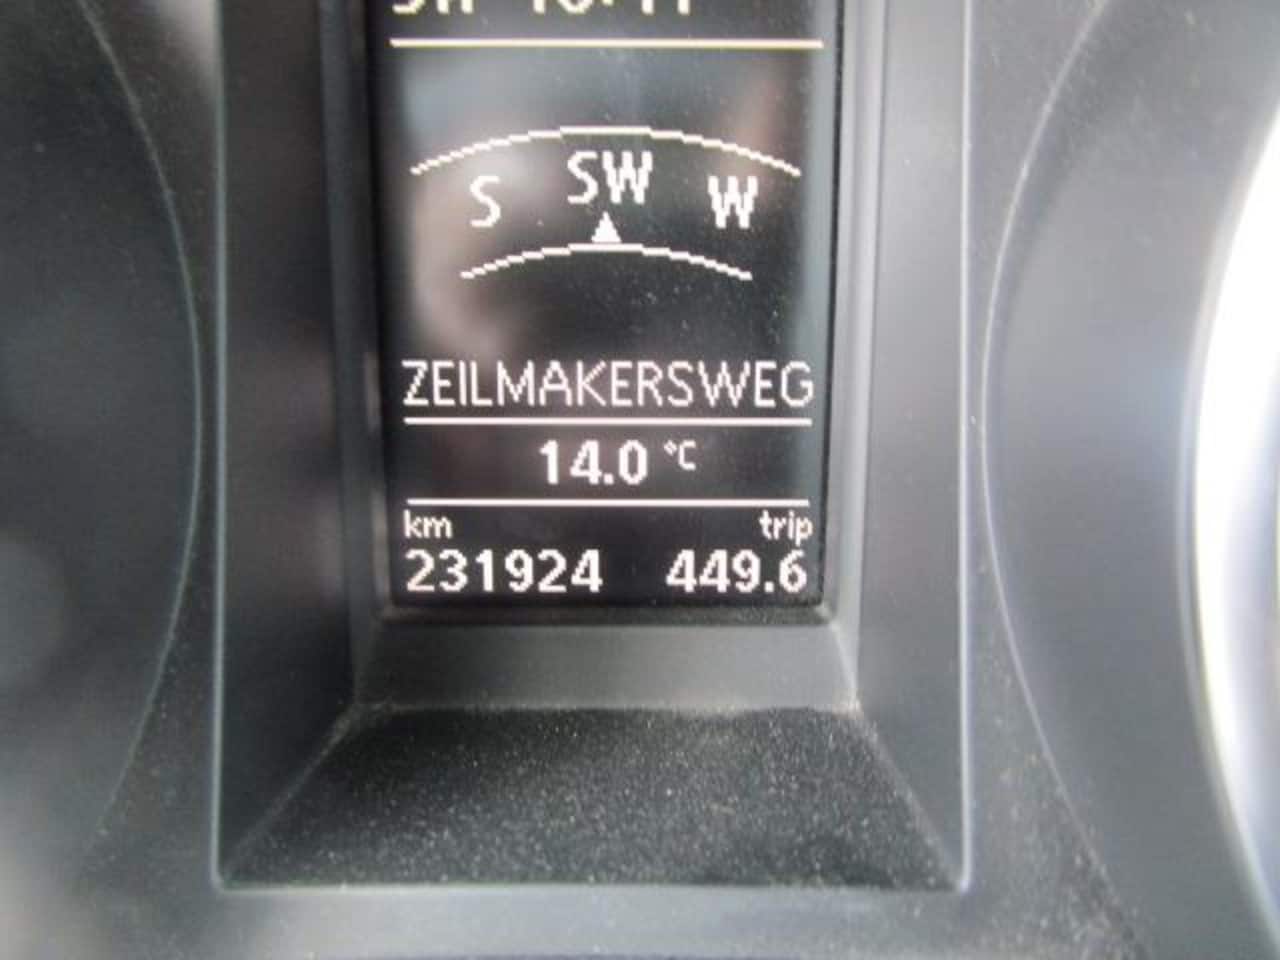 S SW W
ZEILMAKERSWEG
14.0 °C
km trip
231924 449.6